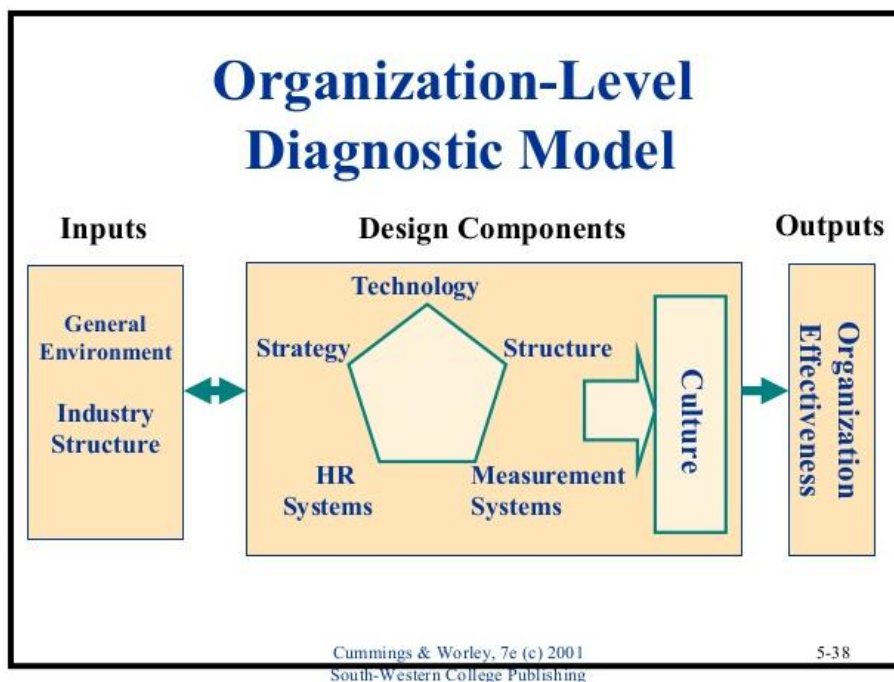 Organization-Level
Diagnostic Model
Inputs
Design Components
Outputs
General
Environment
Industry
Structure
Technology
Strategy
Structure
HR
Systems
Measurement
Systems
Culture
Organization
Effectiveness
Cummings & Worley, 7e (c) 2001
South-Western College Publishing
5-38